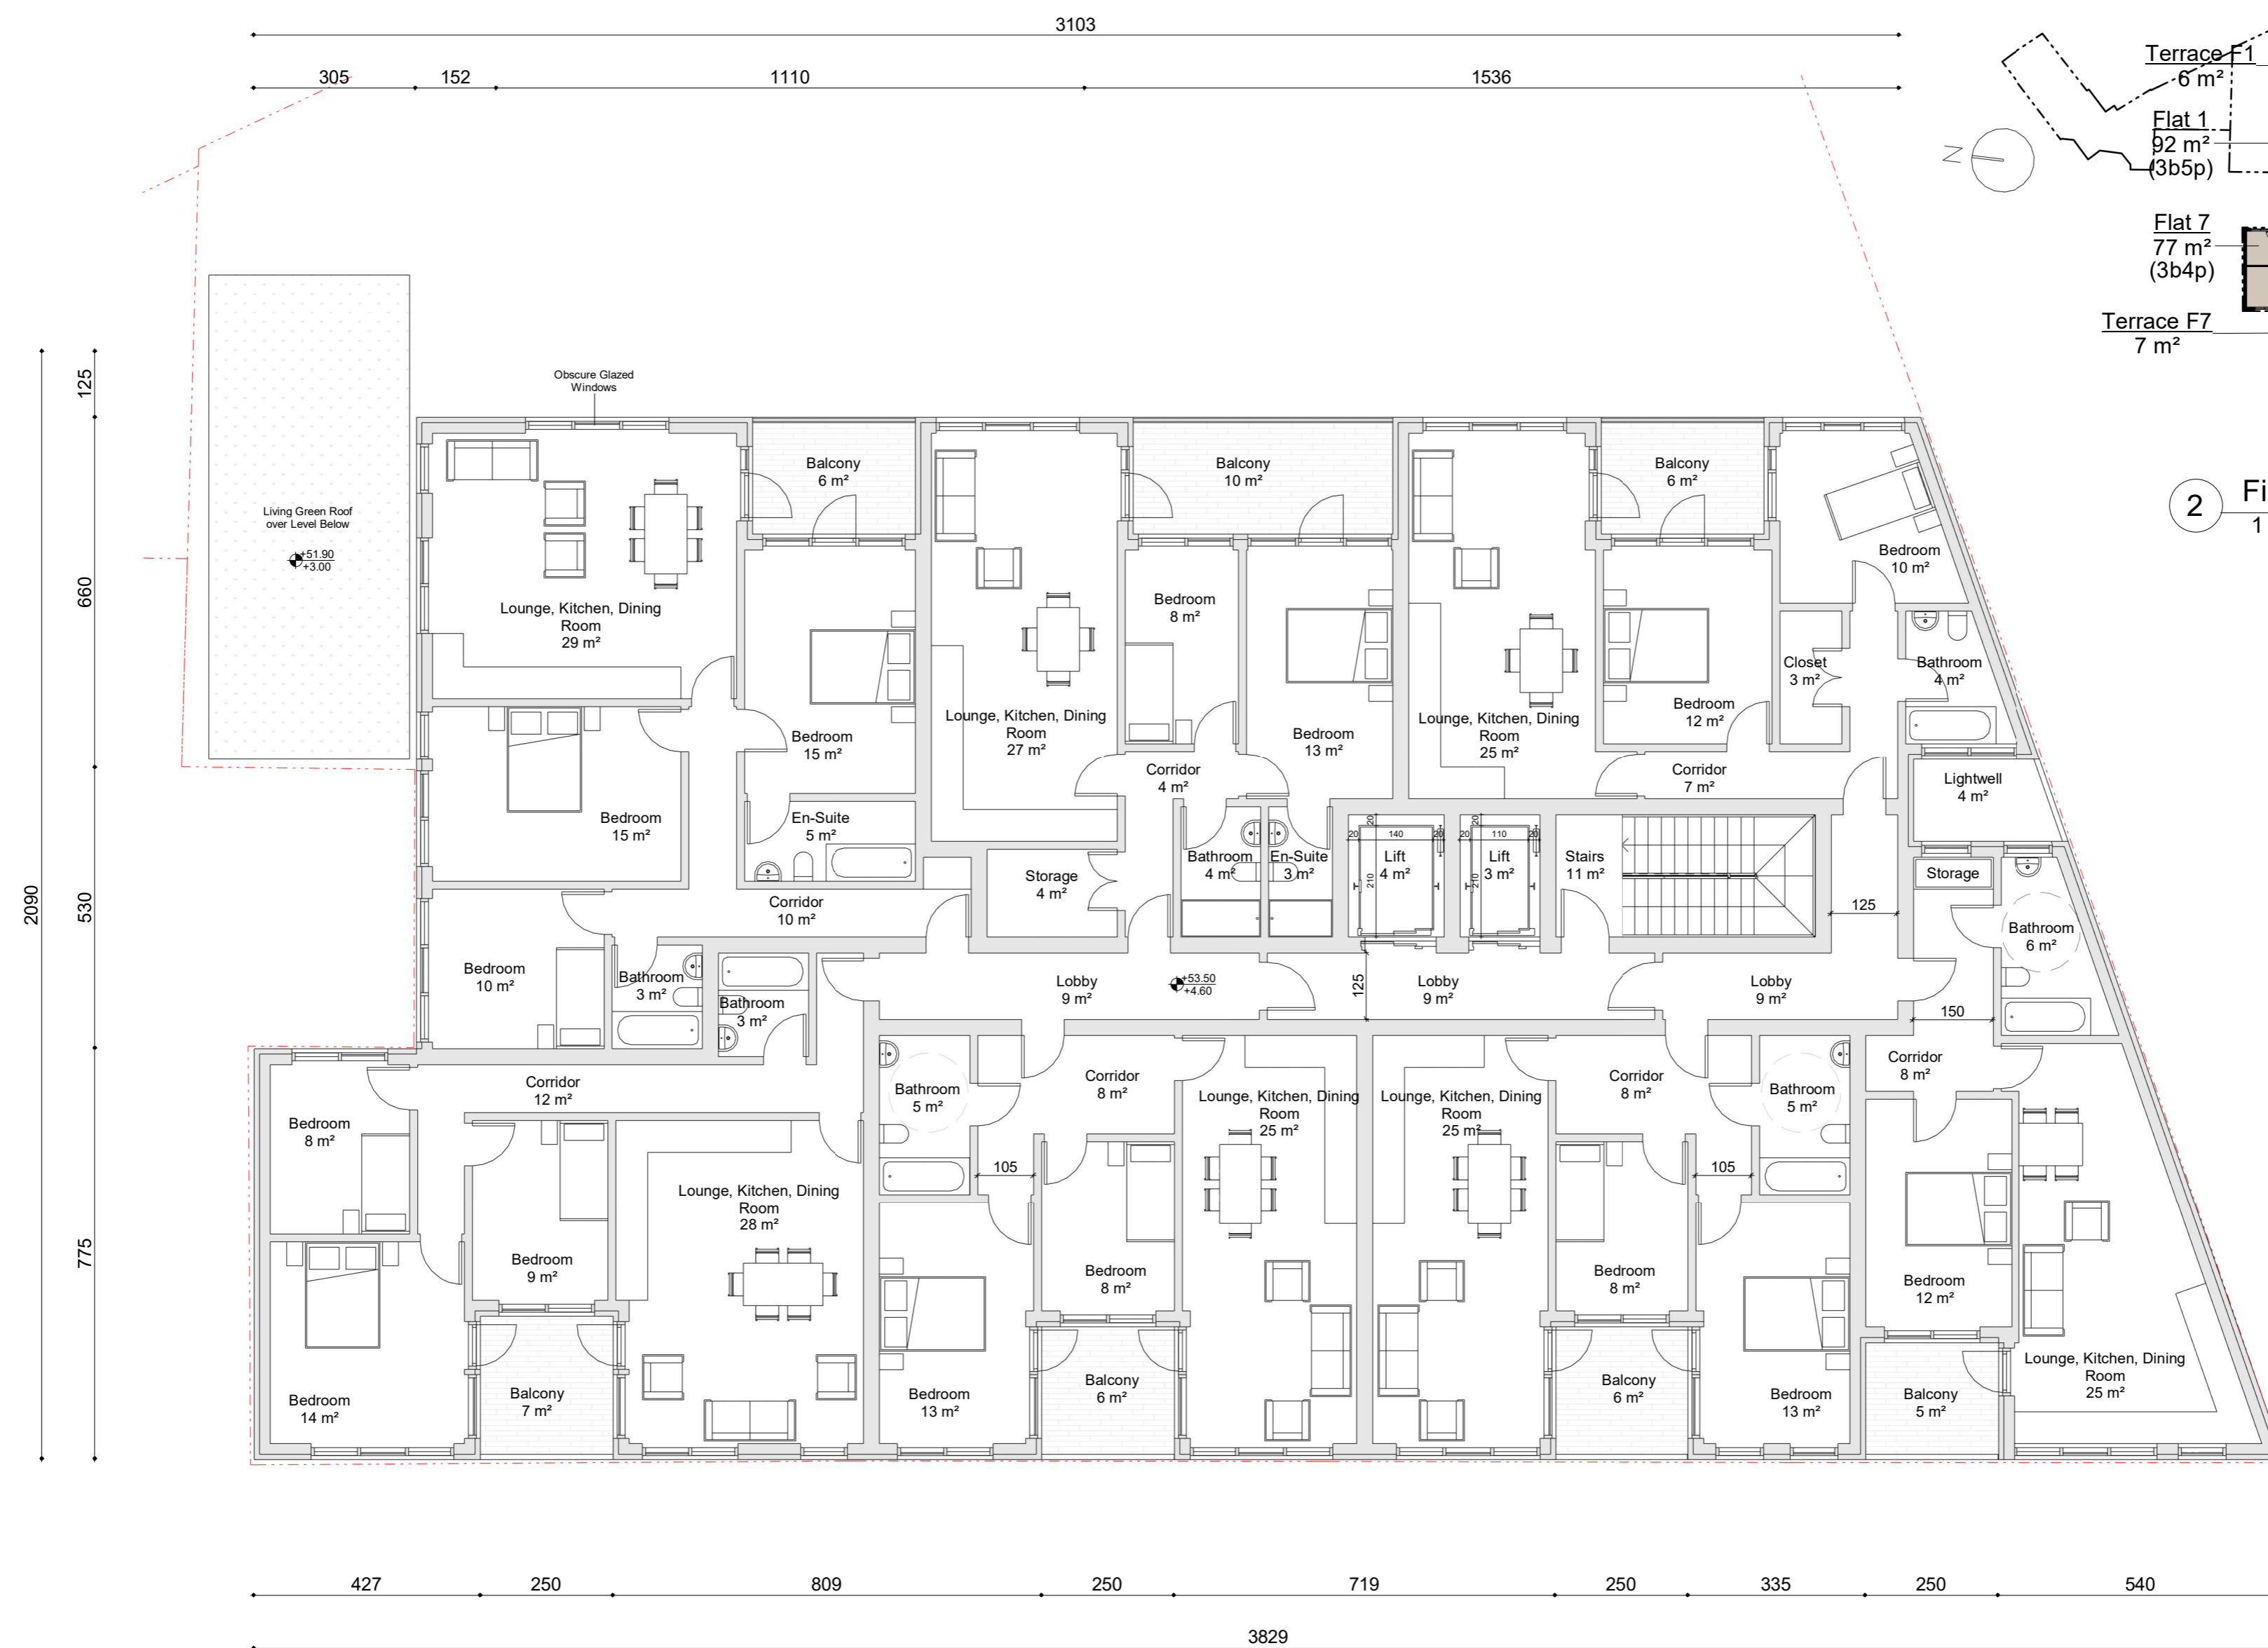 3103
305
152
1110
1536
Terrace F1
6 m²
Flat 1
92 m²
(3b5p)
N
Flat 7
77 m²
(3b4p)
Terrace F7
7 m²
2
Fi
1
125
660
530
775
2090
Obscure Glazed
Windows
Living Green Roof
over Level Below
+51.90
+3.00
Balcony
6 m²
Balcony
10 m²
Balcony
6 m²
Lounge, Kitchen, Dining
Room
29 m²
Bedroom
8 m²
Bedroom
10 m²
Bedroom
15 m²
Lounge, Kitchen, Dining
Room
27 m²
Bedroom
13 m²
Lounge, Kitchen, Dining
Room
25 m²
Bedroom
12 m²
Closet
3 m²
Bathroom
4 m²
Corridor
4 m²
Corridor
7 m²
Lightwell
4 m²
Bedroom
15 m²
En-Suite
5 m²
Storage
4 m²
Bathroom
4 m²
En-Suite
3 m²
20
20
140
20
210
Lift
4 m²
20
20
110
20
210
Lift
3 m²
Stairs
11 m²
Storage
125
Corridor
10 m²
Bathroom
6 m²
Bedroom
10 m²
Bathroom
3 m²
Bathroom
3 m²
Lobby
9 m²
+53.50
+4.60
125
Lobby
9 m²
Lobby
9 m²
150
Corridor
12 m²
Bedroom
8 m²
Bathroom
5 m²
Corridor
8 m²
Lounge, Kitchen, Dining
Room
25 m²
Lounge, Kitchen, Dining
Room
25 m²
Corridor
8 m²
Bathroom
5 m²
Corridor
8 m²
105
105
Lounge, Kitchen, Dining
Room
28 m²
Bedroom
9 m²
Bedroom
8 m²
Bedroom
8 m²
Bedroom
12 m²
Bedroom
14 m²
Balcony
7 m²
Bedroom
13 m²
Balcony
6 m²
Balcony
6 m²
Bedroom
13 m²
Balcony
5 m²
Lounge, Kitchen, Dining
Room
25 m²
427
250
809
250
719
250
335
250
540
3829